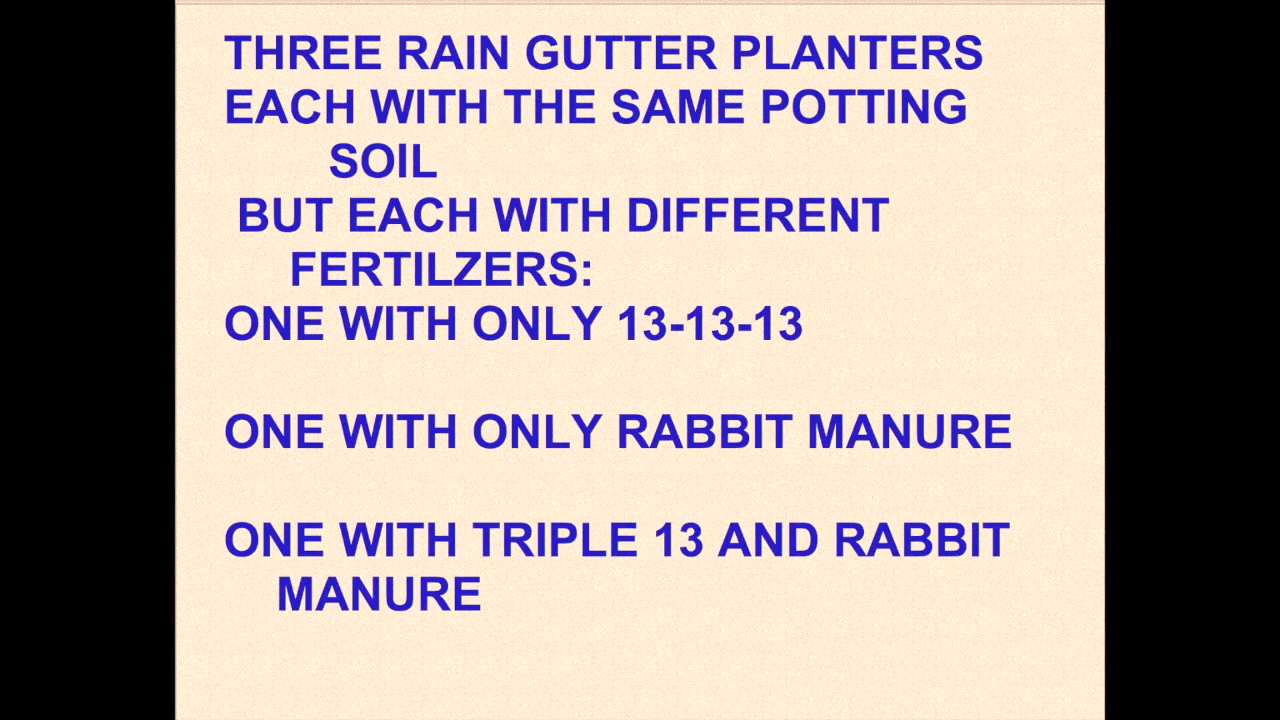 THREE RAIN GUTTER PLANTERS
EACH WITH THE SAME POTTING
SOIL
BUT EACH WITH DIFFERENT
FERTILZERS:
ONE WITH ONLY 13-13-13
ONE WITH ONLY RABBIT MANURE
ONE WITH TRIPLE 13 AND RABBIT
MANURE